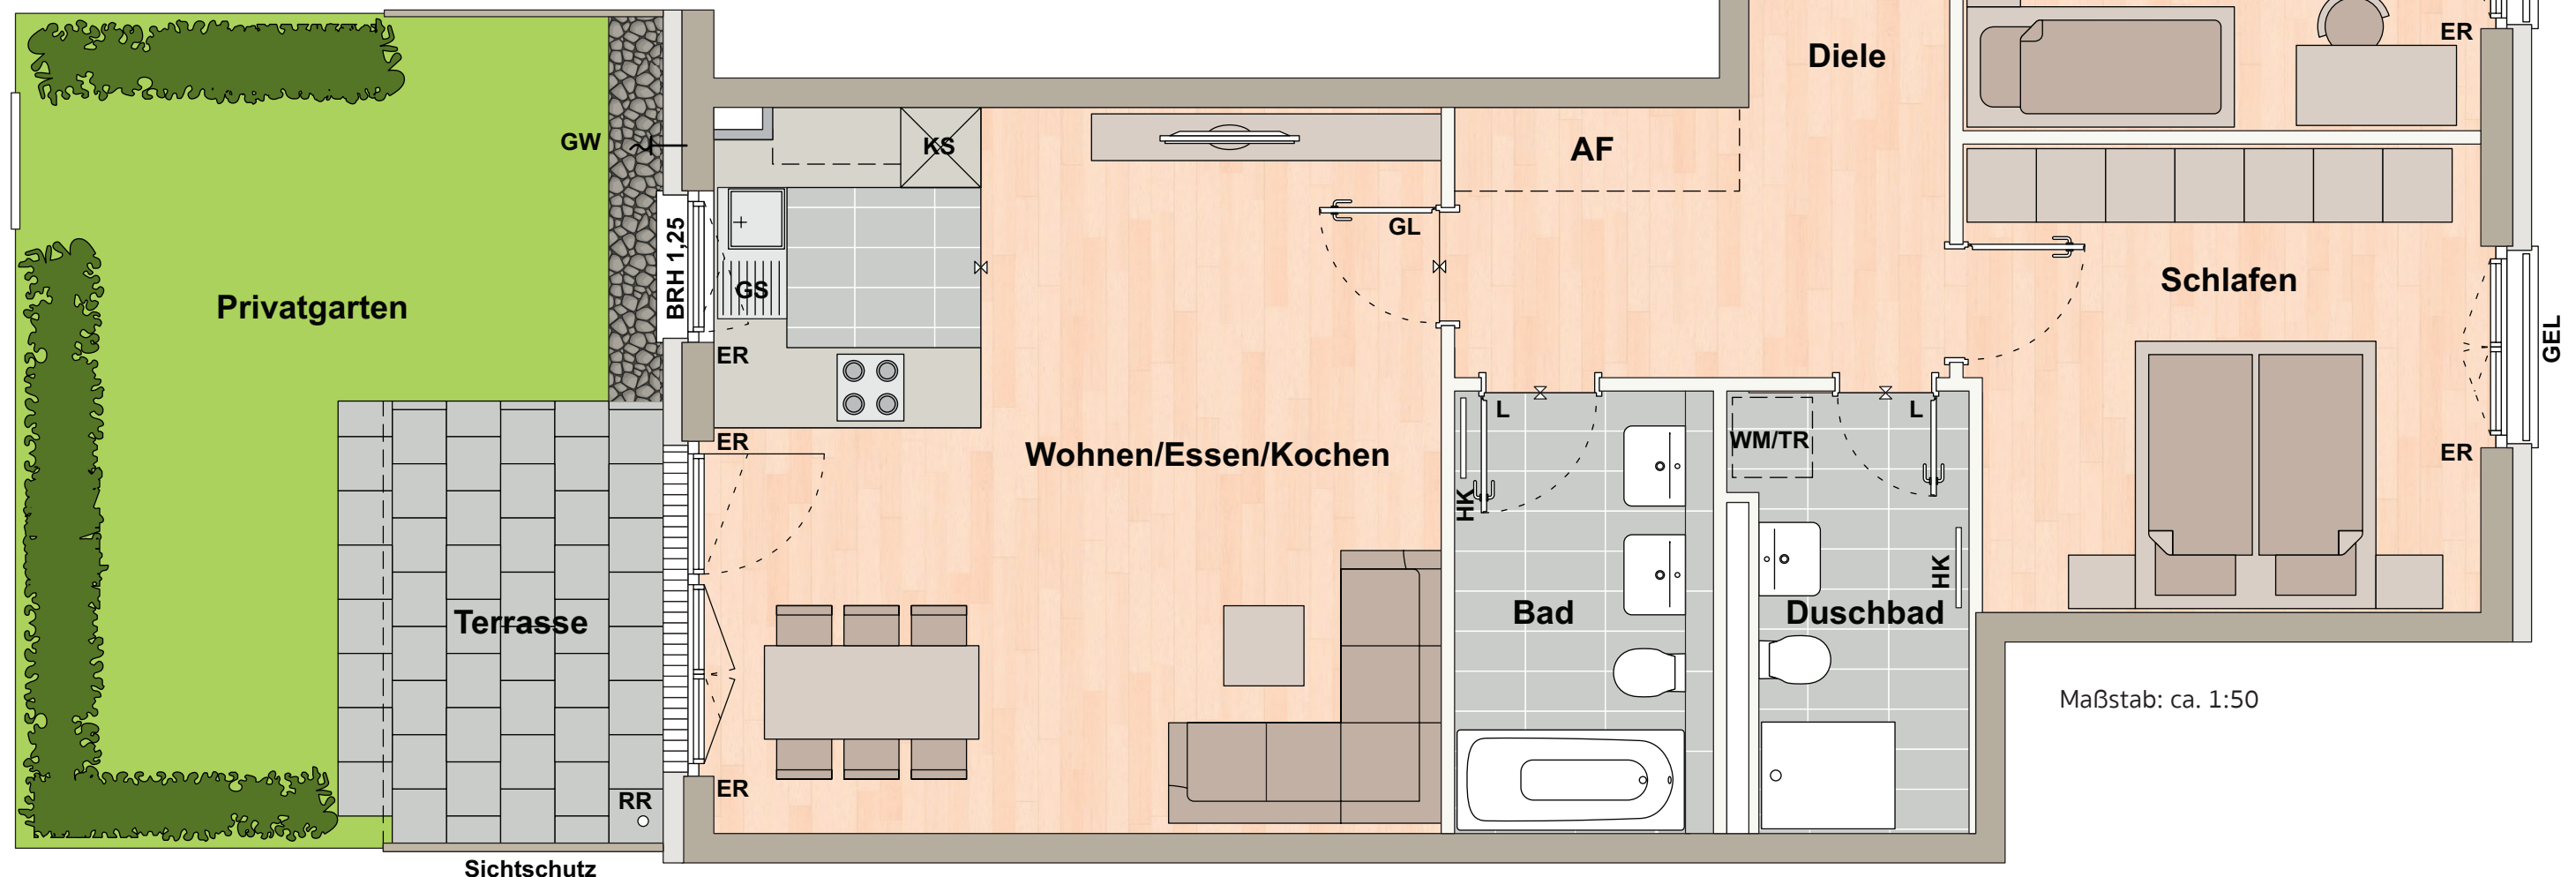 Diele
ER
GW
KS
AF
GL
BRH 1,25
GS
Privatgarten
Schlafen
GEL
ER
ER
L
L
Wohnen/Essen/Kochen
WM/TR
ER
HK
HK
Terrasse
Bad
Duschbad
Maßstab: ca. 1:50
RR
ER
Sichtschutz